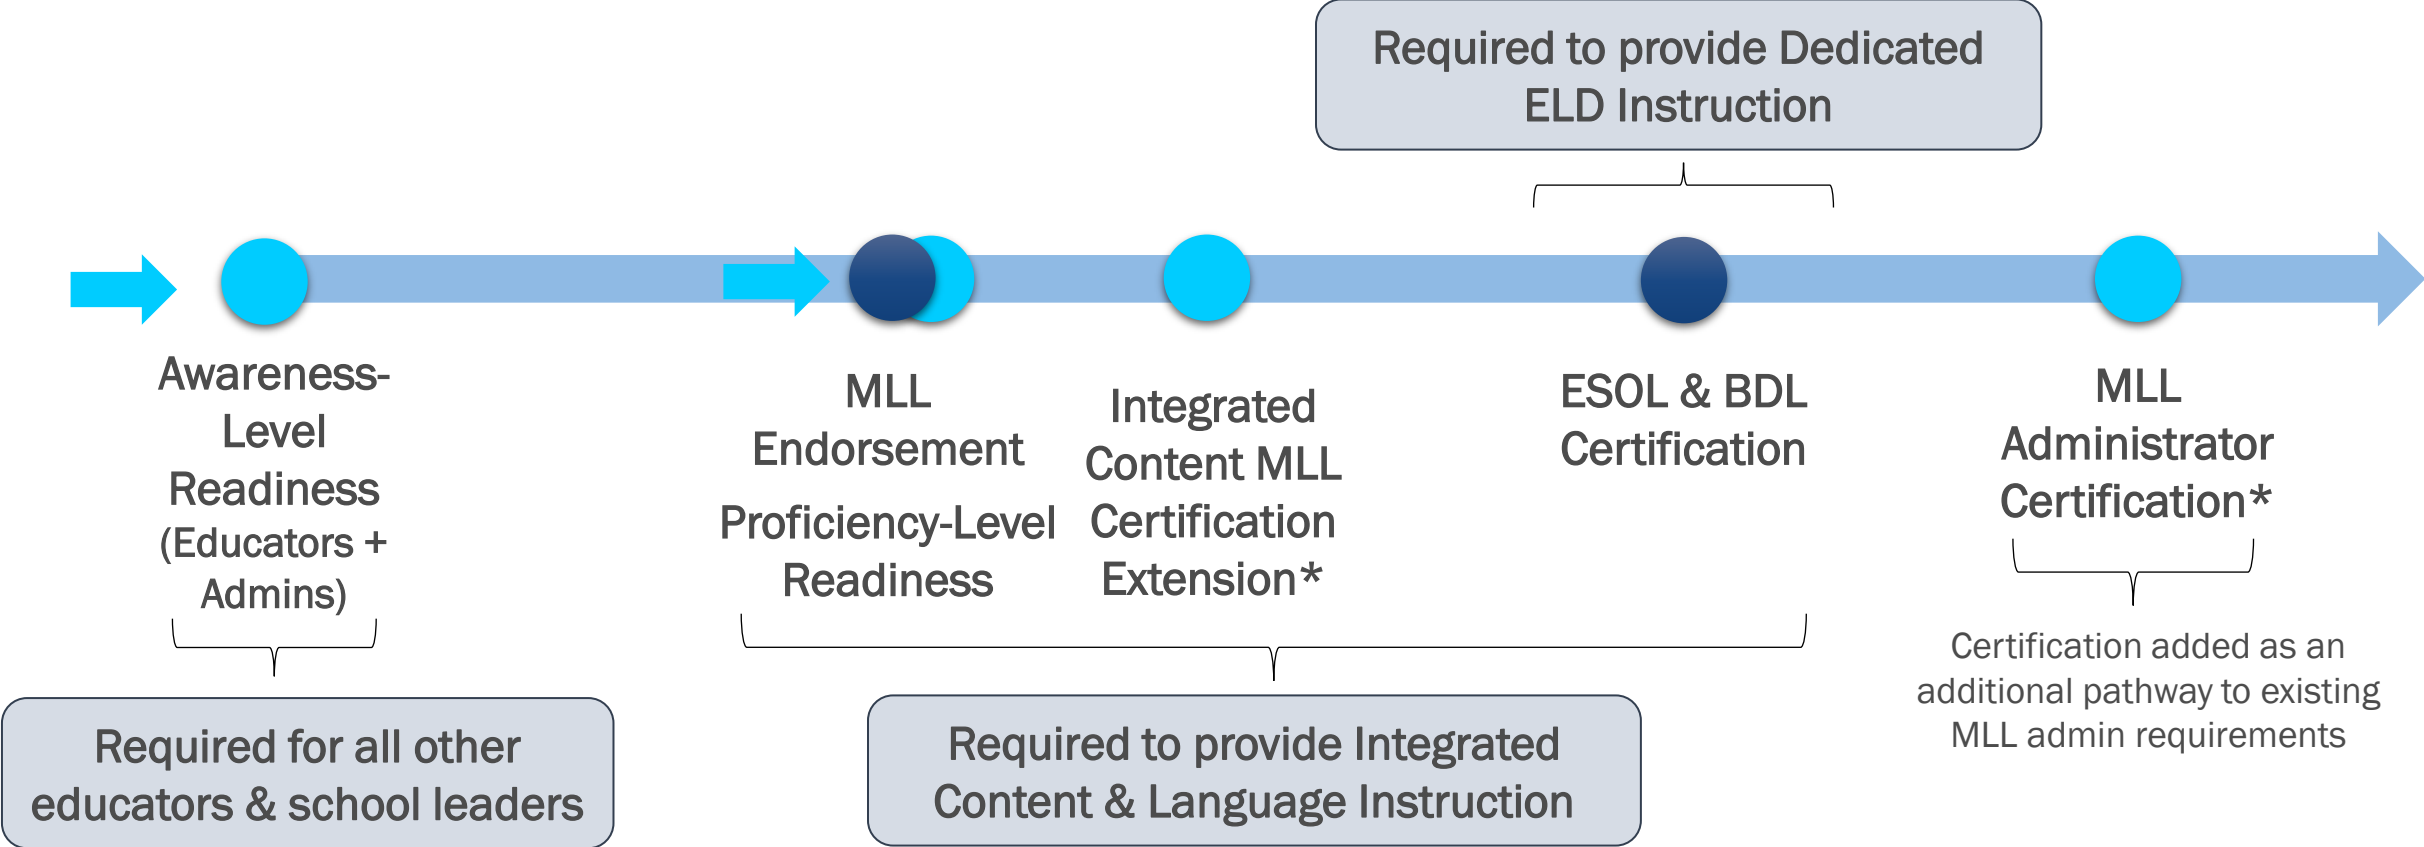 Required to provide Dedicated
ELD Instruction
Awareness-
Level
Readiness
(Educators +
Admins)
MLL
Endorsement
Proficiency-Level
Readiness
Integrated
Content MLL
Certification
Extension*
ESOL & BDL
Certification
MLL
Administrator
Certification*
Required for all other
educators & school leaders
Required to provide Integrated
Content & Language Instruction
Certification added as an
additional pathway to existing
MLL admin requirements